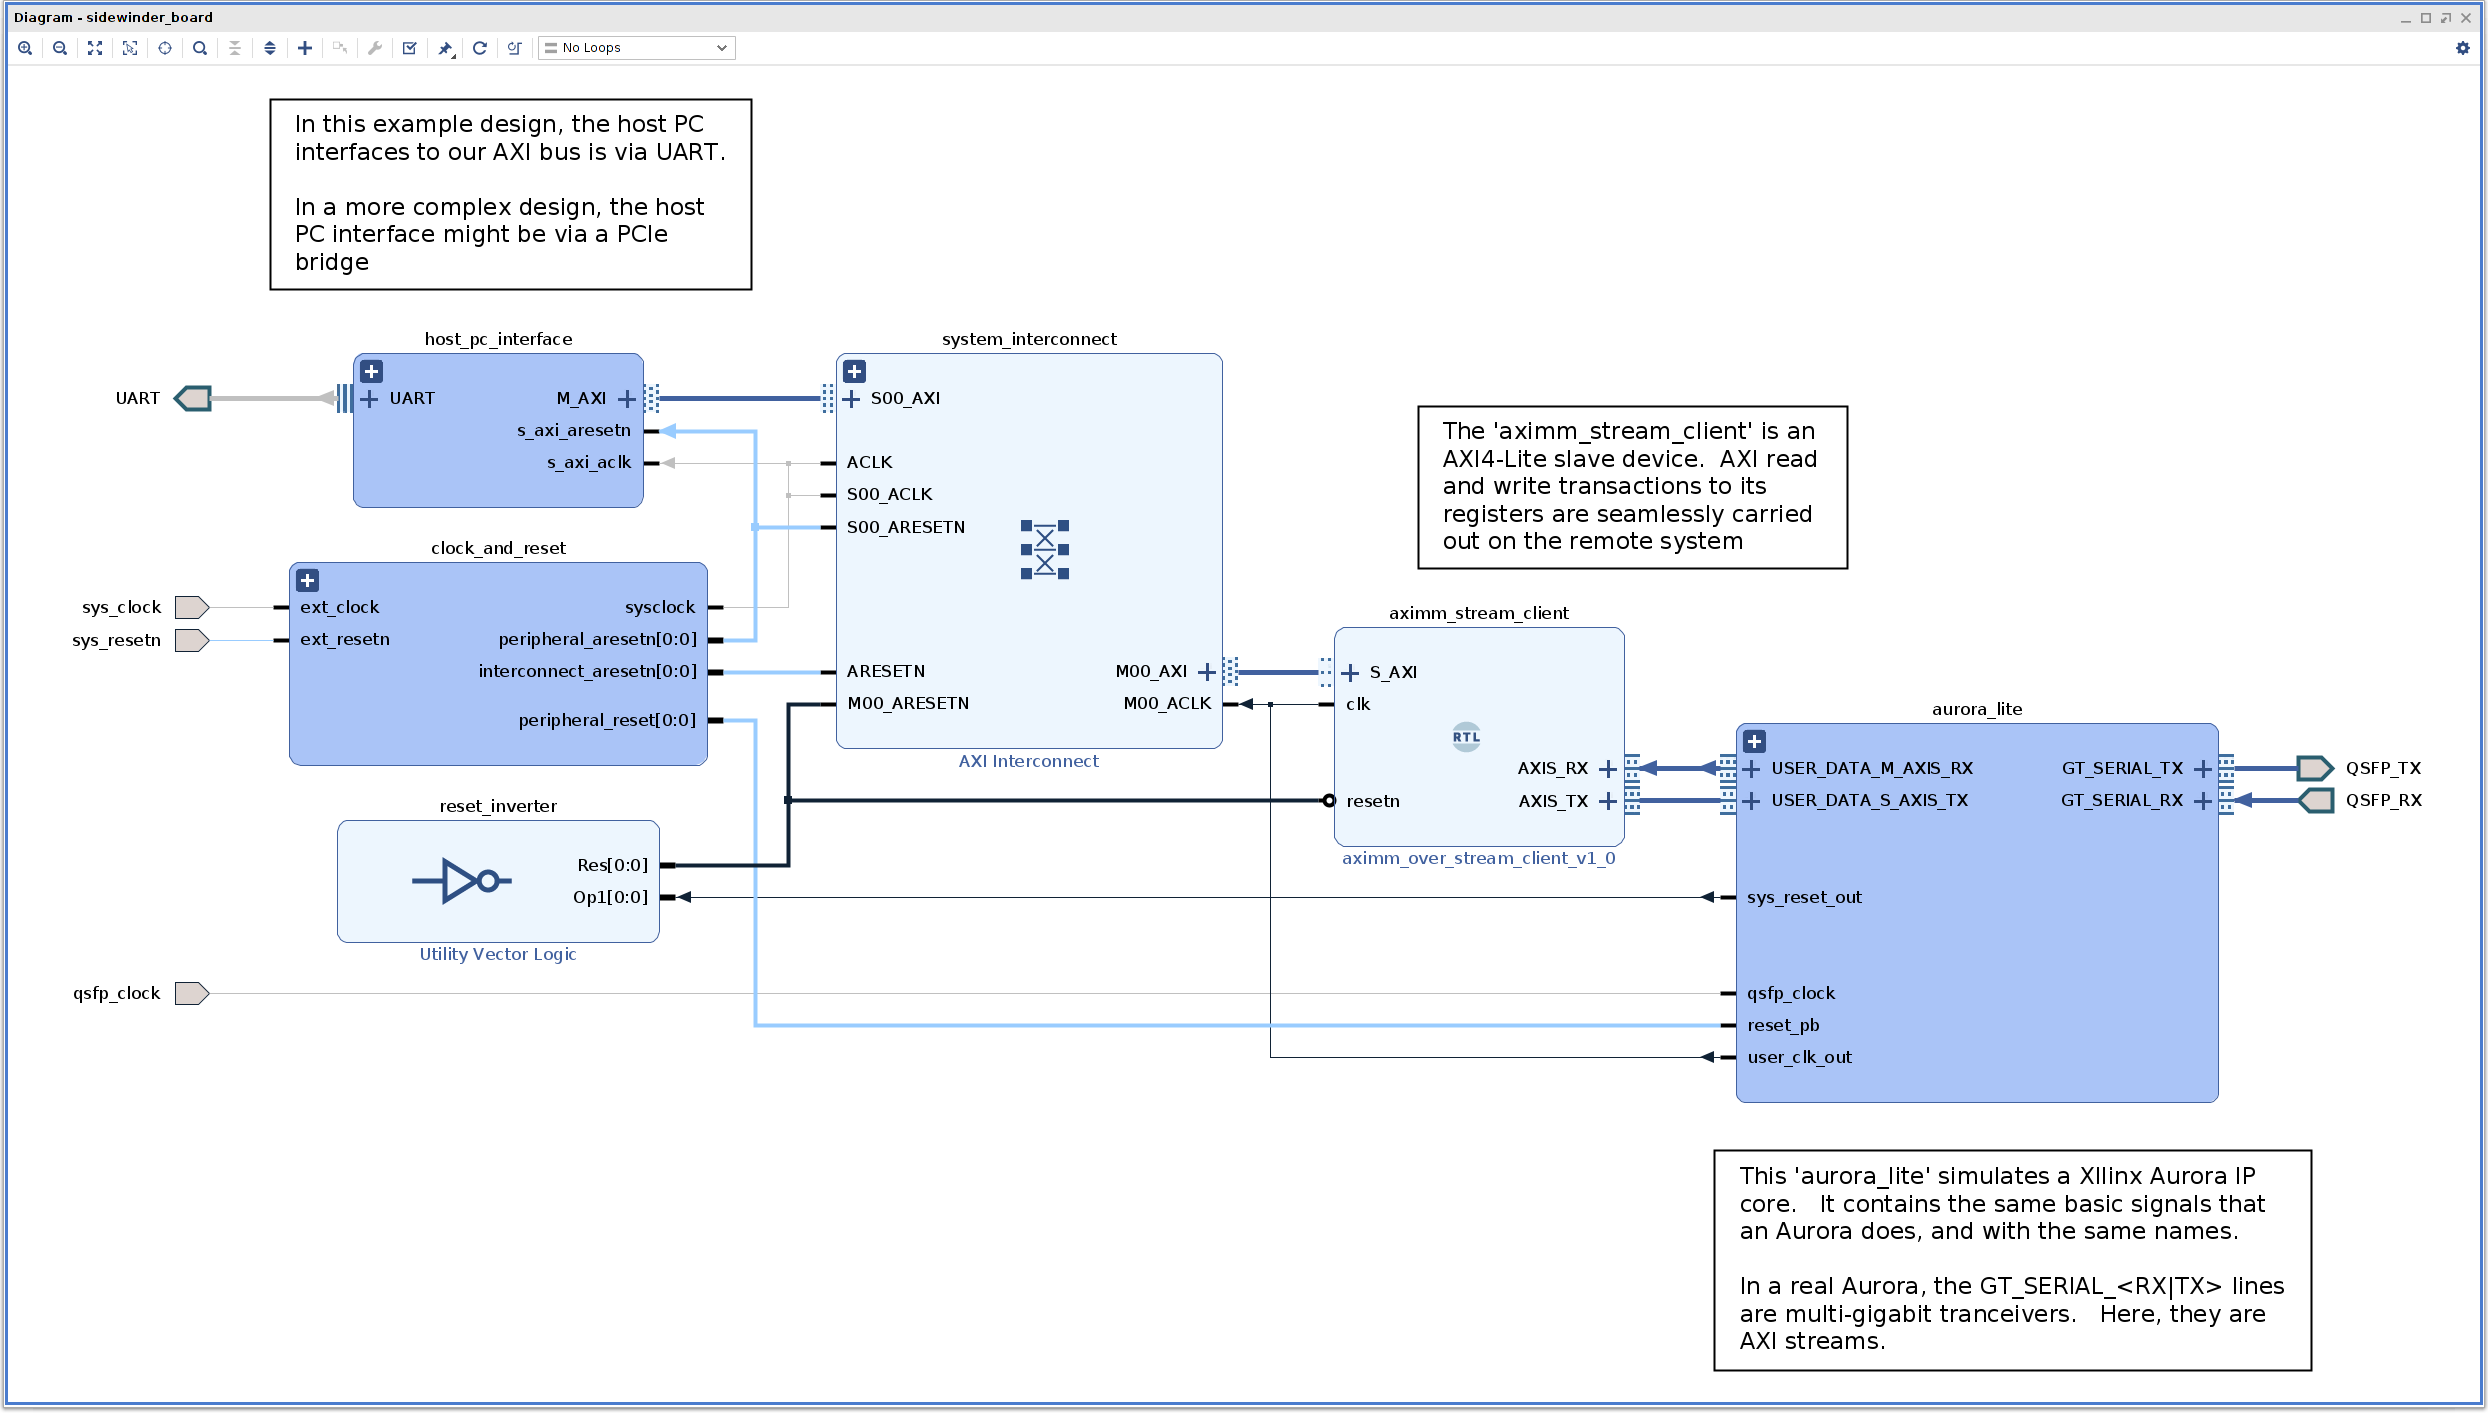 Diagram - sidewinder_board
No Loops
In this example design, the host PC
interfaces to our AXI bus is via UART.
In a more complex design, the host
PC interface might be via a PCIe
bridge
host_pc_interface
UART
UART
M_AXI
s_axi_aresetn
s_axi_aclk
system_interconnect
S00_AXI
ACLK
S00_ACLK
S00_ARESETN
ARESETN
M00_ARESETN
M00_AXI
M00_ACLK
AXI Interconnect
The 'aximm_stream_client' is an
AXI4-Lite slave device.  AXI read
and write transactions to its
registers are seamlessly carried
out on the remote system
clock_and_reset
sys_clock
sys_resetn
ext_clock
ext_resetn
sysclock
peripheral_aresetn[0:0]
interconnect_aresetn[0:0]
peripheral_reset[0:0]
aximm_stream_client
S_AXI
clk
RTL
AXIS_RX
AXIS_TX
resetn
aximm_over_stream_client_v1_0
aurora_lite
USER_DATA_M_AXIS_RX
USER_DATA_S_AXIS_TX
GT_SERIAL_TX
GT_SERIAL_RX
QSFP_TX
QSFP_RX
sys_reset_out
qsfp_clock
reset_pb
user_clk_out
reset_inverter
Res[0:0]
Op1[0:0]
Utility Vector Logic
qsfp_clock
This 'aurora_lite' simulates a XIlinx Aurora IP
core.   It contains the same basic signals that
an Aurora does, and with the same names.
In a real Aurora, the GT_SERIAL_<RX|TX> lines
are multi-gigabit tranceivers.   Here, they are
AXI streams.